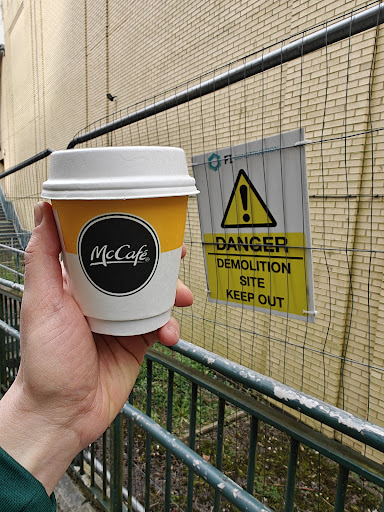 McCafé®
DANGER
DEMOLITION
SITE
KEEP OUT